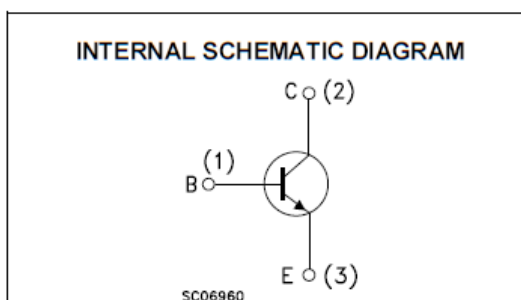 INTERNAL SCHEMATIC DIAGRAM
C (2)
(1)
B
E (3)
SC06960